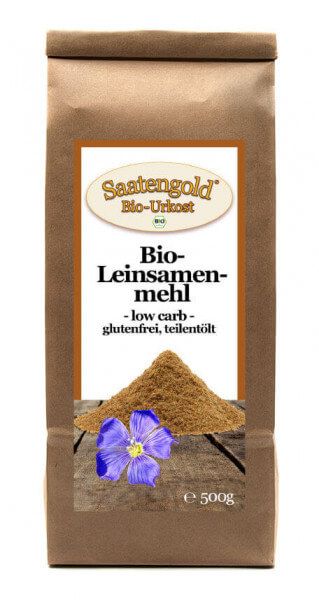 Saatengold®
Bio-Urkost
BIO
Bio-
Leinsamen-
mehl
- low carb -
glutenfrei, teilentölt
℮ 500g